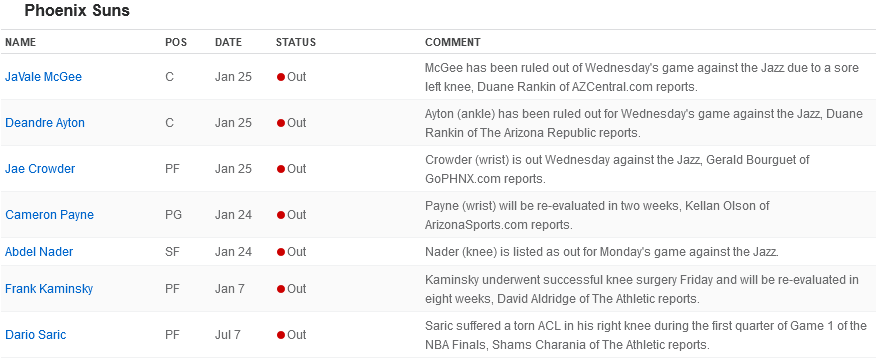 Phoenix Suns
NAME POS DATE STATUS COMMENT
JaVale McGee C Jan 25 Out McGee has been ruled out of Wednesday's game against the Jazz due to a sore
left knee, Duane Rankin of AZCentral.com reports.
Deandre Ayton C Jan 25 Out Ayton (ankle) has been ruled out for Wednesday's game against the Jazz, Duane
Rankin of The Arizona Republic reports.
Jae Crowder PF Jan 25 Out Crowder (wrist) is out Wednesday against the Jazz, Gerald Bourguet of
GoPHNX.com reports.
Cameron Payne PG Jan 24 Out Payne (wrist) will be re-evaluated in two weeks, Kellan Olson of
ArizonaSports.com reports.
Abdel Nader SF Jan 24 Out Nader (knee) is listed as out for Monday's game against the Jazz.
Frank Kaminsky PF Jan 7 Out Kaminsky underwent successful knee surgery Friday and will be re-evaluated in
eight weeks, David Aldridge of The Athletic reports.
Dario Saric PF Jul 7 Out Saric suffered a torn ACL in his right knee during the first quarter of Game 1 of the
NBA Finals, Shams Charania of The Athletic reports.